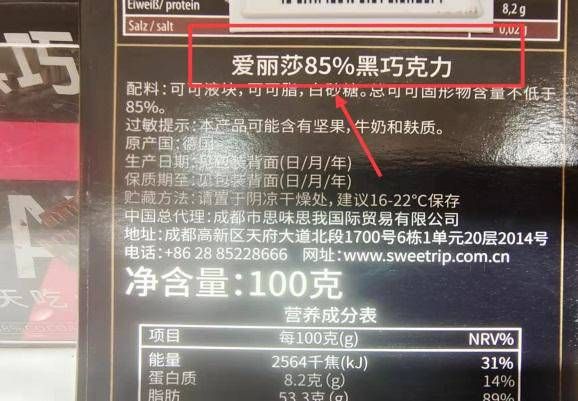 Eiweiß/ protein 8,2 g
Salz / salt 0,02g
爱丽莎85%黑巧克力
配料:可可液块,可可脂,白砂糖。总可可固形物含量不低于
85%。
过敏提示:本产品可能含有坚果,牛奶和麸质。
原产国:德国
生产日期:见包装背面(日/月/年)
保质期至:见包装背面(日/月/年)
贮藏方法:请置于阴凉干燥处,建议16-22℃保存
中国总代理:成都市思味思我国际贸易有限公司
地址:成都高新区天府大道北段1700号6栋1单元20层2014号
电话:+86 28 85228666 网址:www.sweetrip.com.cn
净含量:100克
营养成分表
项目 每100克(g) NRV%
能量 2564千焦(kJ) 31%
蛋白质 8.2克(g) 14%
脂肪 53.3克(g) 89%
巧
天吃